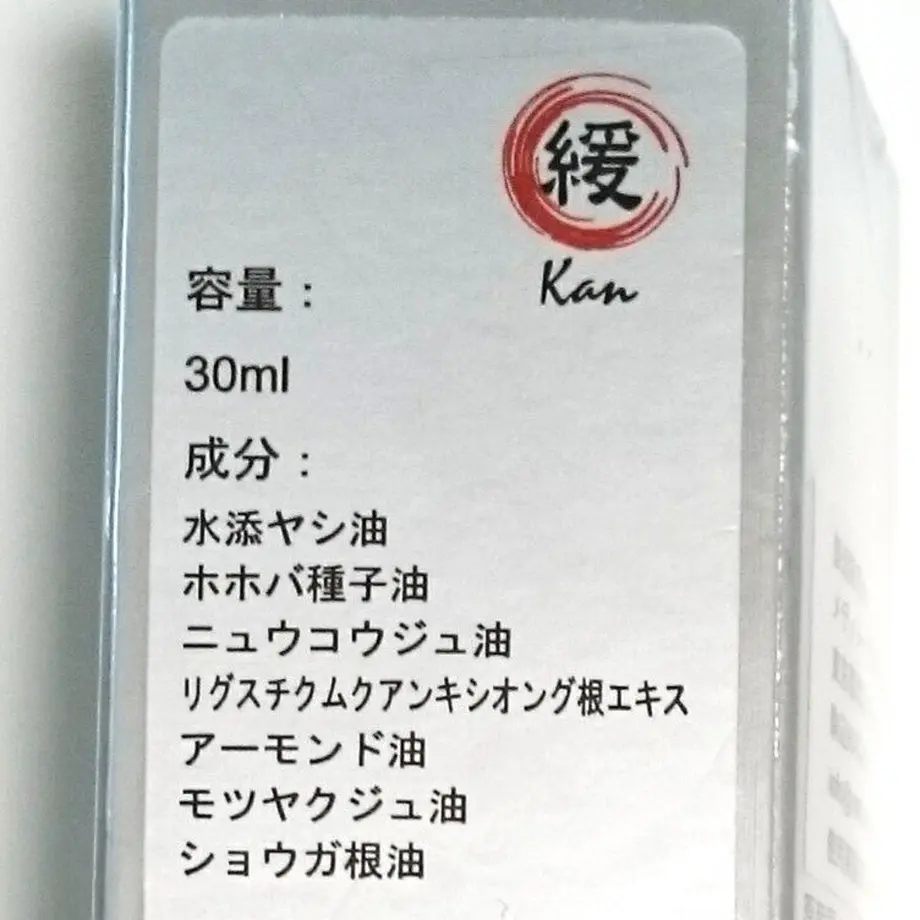 緩
Kan
容量：
30ml
成分：
水添ヤシ油
ホホバ種子油
ニュウコウジュ油
リグスチクムクアンキシオング根エキス
アーモンド油
モツヤクジュ油
ショウガ根油